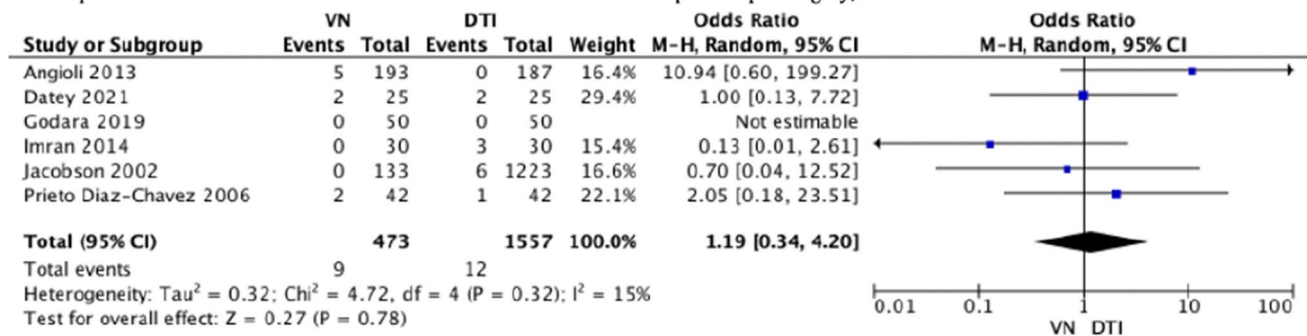 VN DTI Odds Ratio Odds Ratio
Study or Subgroup Events Total Events Total Weight M-H, Random, 95% CI M-H, Random, 95% CI
Angioli 2013 5 193 0 187 16.4% 10.94 [0.60, 199.27]
Datey 2021 2 25 2 25 29.4% 1.00 [0.13, 7.72]
Godara 2019 0 50 0 50 Not estimable
Imran 2014 0 30 3 30 15.4% 0.13 [0.01, 2.61]
Jacobson 2002 0 133 6 1223 16.6% 0.70 [0.04, 12.52]
Prieto Diaz-Chavez 2006 2 42 1 42 22.1% 2.05 [0.18, 23.51]
Total (95% CI) 473 1557 100.0% 1.19 [0.34, 4.20]
Total events 9 12
Heterogeneity: Tau² = 0.32; Chi² = 4.72, df = 4 (P = 0.32); I² = 15%
Test for overall effect: Z = 0.27 (P = 0.78)
0.01 0.1 1 10 100
VN DTI